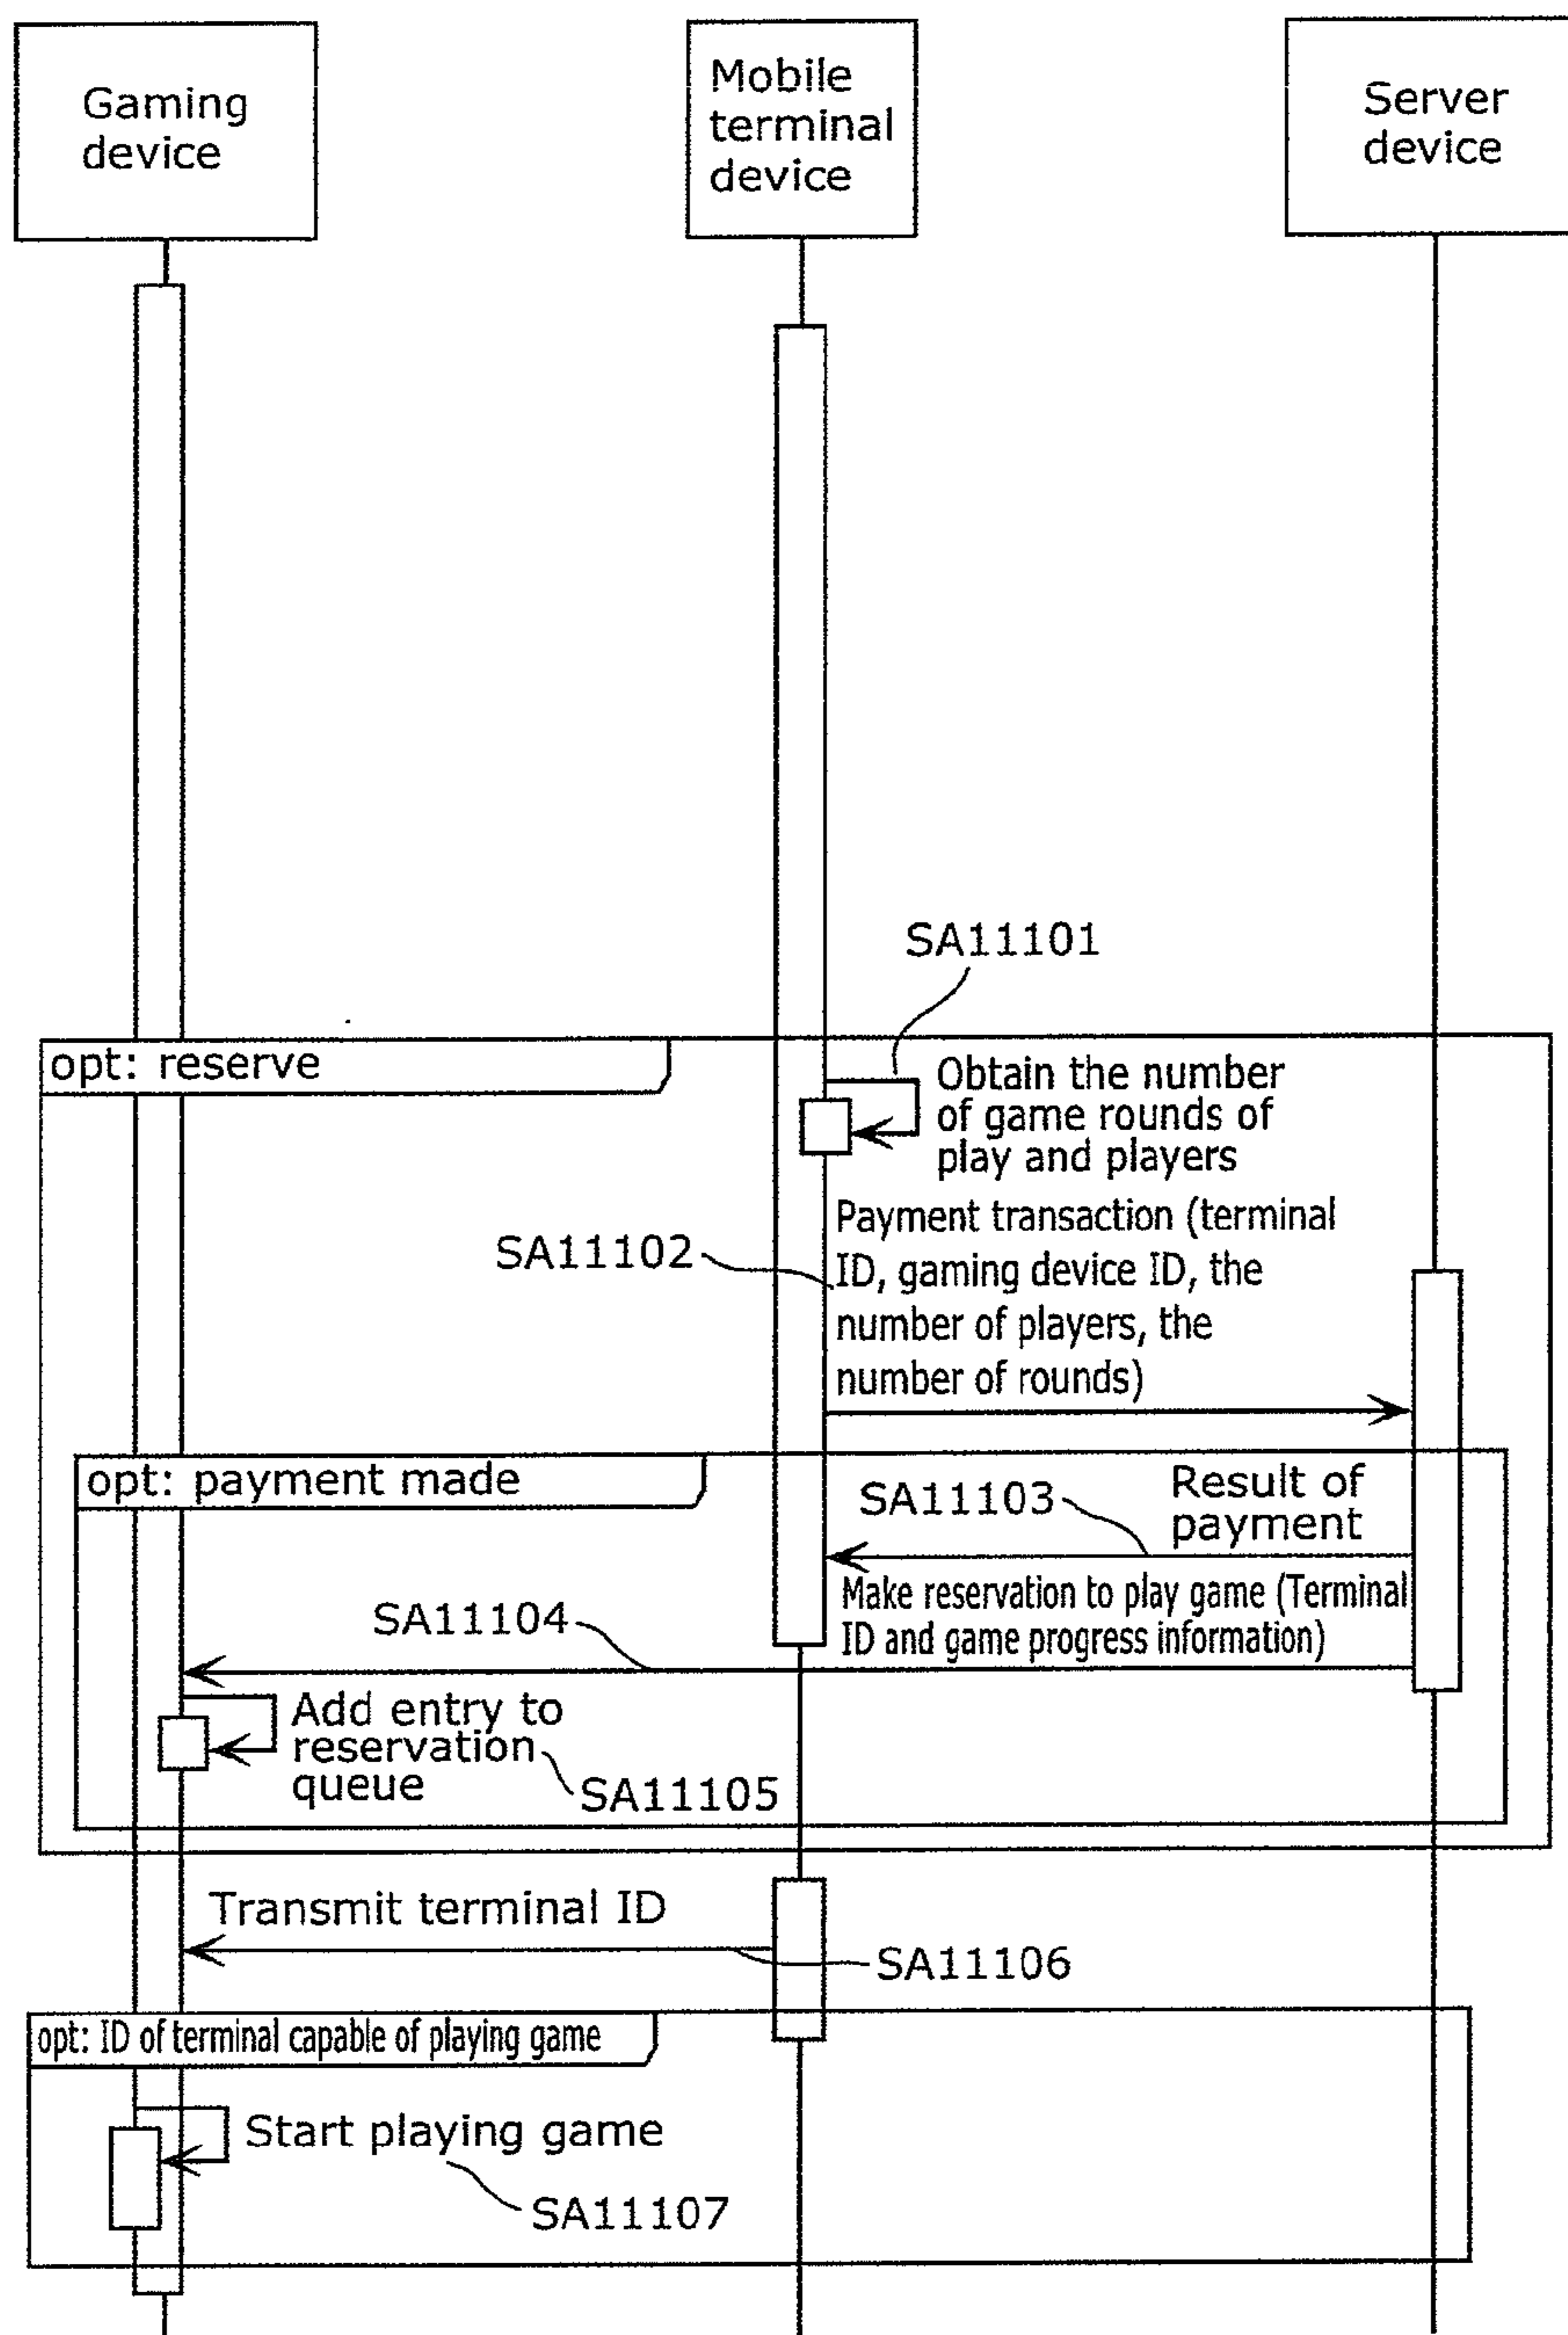 Gaming
device
Mobile
terminal
device
Server
device
SA11101
opt: reserve
Obtain the number
of game rounds of
play and players
Payment transaction (terminal
ID, gaming device ID, the
number of players, the
number of rounds)
SA11102
opt: payment made
SA11103
Result of
payment
Make reservation to play game (Terminal
ID and game progress information)
SA11104
Add entry to
reservation
queue
SA11105
Transmit terminal ID
SA11106
opt: ID of terminal capable of playing game
Start playing game
SA11107